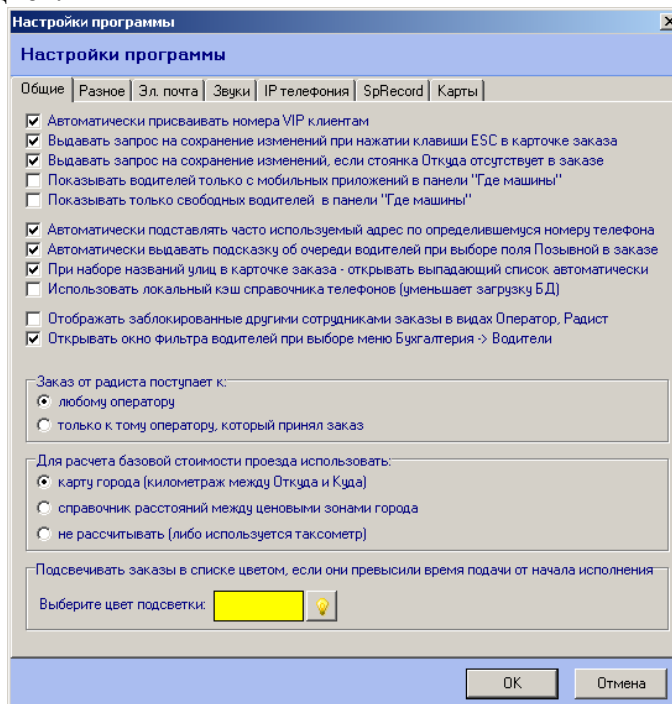 Настройки программы
Настройки программы
Общие Разное Эл. почта Звуки IP телефония SpRecord Карты
Автоматически присваивать номера VIP клиентам
Выдавать запрос на сохранение изменений при нажатии клавиши ESC в карточке заказа
Выдавать запрос на сохранение изменений, если стоянка Откуда отсутствует в заказе
Показывать водителей только с мобильных приложений в панели "Где машины"
Показывать только свободных водителей в панели "Где машины"
Автоматически подставлять часто используемый адрес по определившемуся номеру телефона
Автоматически выдавать подсказку об очереди водителей при выборе поля Позывной в заказе
При наборе названий улиц в карточке заказа - открывать выпадающий список автоматически
Использовать локальный кэш справочника телефонов (уменьшает загрузку БД)
Отображать заблокированные другими сотрудниками заказы в видах Оператор, Радист
Открывать окно фильтра водителей при выборе меню Бухгалтерия -> Водители
Заказ от радиста поступает к:
любому оператору
только к тому оператору, который принял заказ
Для расчета базовой стоимости проезда использовать:
карту города (километраж между Откуда и Куда)
справочник расстояний между ценовыми зонами города
не рассчитывать (либо используется таксометр)
Подсвечивать заказы в списке цветом, если они превысили время подачи от начала исполнения
Выберите цвет подсветки:
OK Отмена